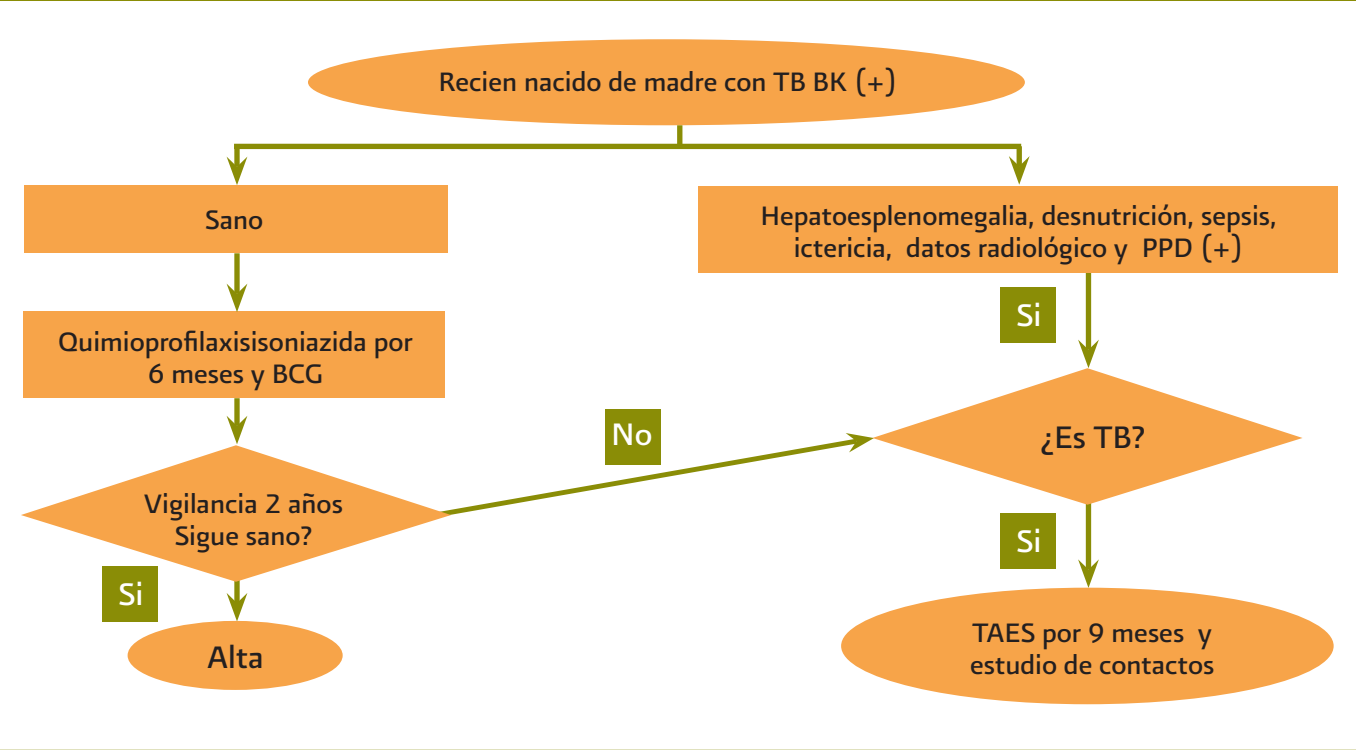 Recien nacido de madre con TB BK (+)
Sano
Hepatoesplenomegalia, desnutrición, sepsis,
ictericia, datos radiológico y PPD (+)
Si
Quimioprofilaxisisoniazida por
6 meses y BCG
No
¿Es TB?
Vigilancia 2 años
Sigue sano?
Si
Si
Alta
TAES por 9 meses y
estudio de contactos